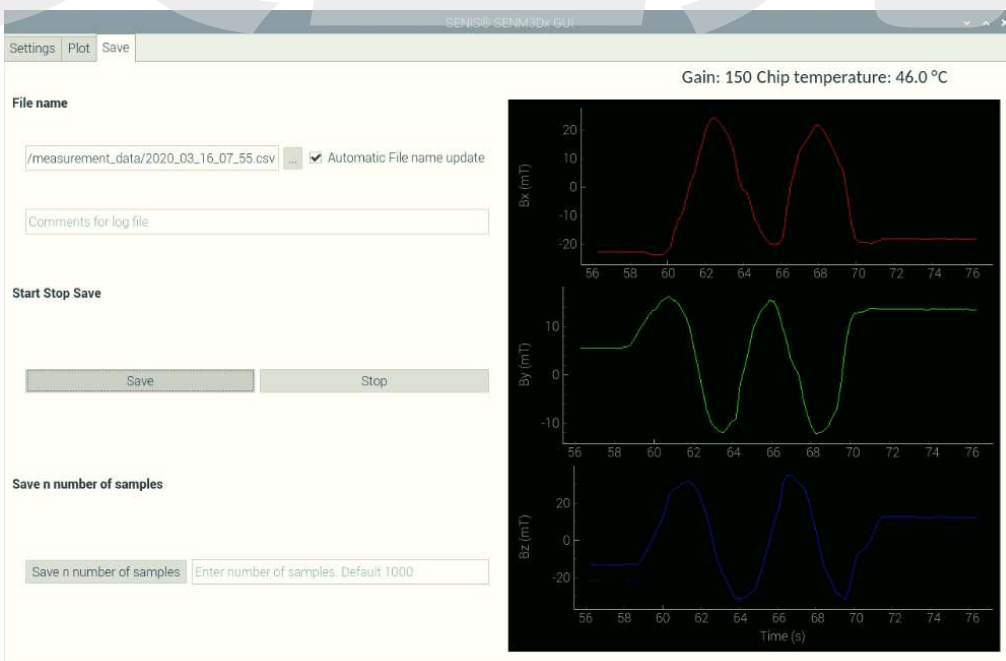 SENIS® SENM3Dx GUI
Settings Plot Save
Gain: 150 Chip temperature: 46.0 °C
File name
/measurement_data/2020_03_16_07_55.csv ... Automatic File name update
Comments for log file
Start Stop Save
Save Stop
Save n number of samples
Save n number of samples Enter number of samples. Default 1000
Bx (mT)
20
10
0
-10
-20
56 58 60 62 64 66 68 70 72 74 76
By (mT)
10
0
-10
56 58 60 62 64 66 68 70 72 74 76
Bz (mT)
20
0
-20
56 58 60 62 64 66 68 70 72 74 76
Time (s)